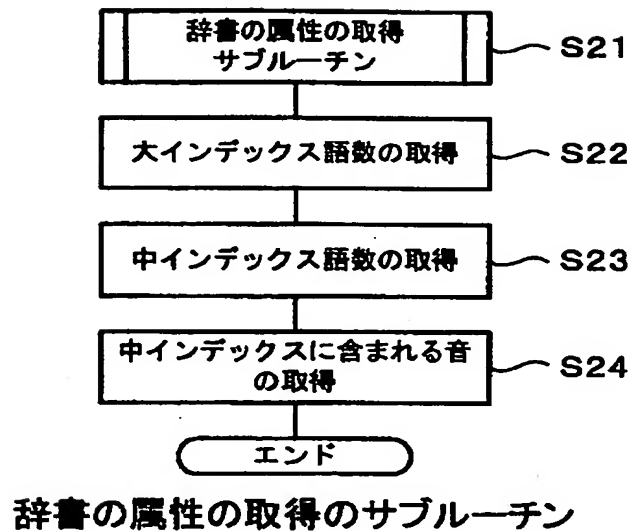 辞書の属性の取得
サブルーチン
S21
大インデックス語数の取得
S22
中インデックス語数の取得
S23
中インデックスに含まれる音
の取得
S24
エンド
辞書の属性の取得のサブルーチン